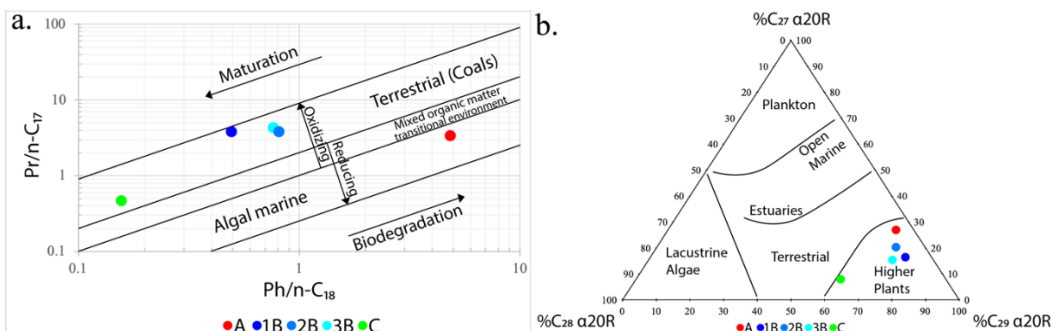 a.
100
10
1
0.1
Pr/n-C₁₇
Maturation
Terrestrial (Coals)
Mixed organic matter
transitional environment
Oxidizing
Reducing
Algal marine
Biodegradation
0.1
1
10
Ph/n-C₁₈
A 1B 2B 3B C
b.
%C₂₇ α20R
0 100
10 90
20 80
30 70
40 60
50 50
60 40
70 30
80 20
90 10
100 0
0 10 20 30 40 50 60 70 80 90 100
Plankton
Open
Marine
Estuaries
Lacustrine
Algae
Terrestrial
Higher
Plants
%C₂₈ α20R
%C₂₉ α20R
A 1B 2B 3B C